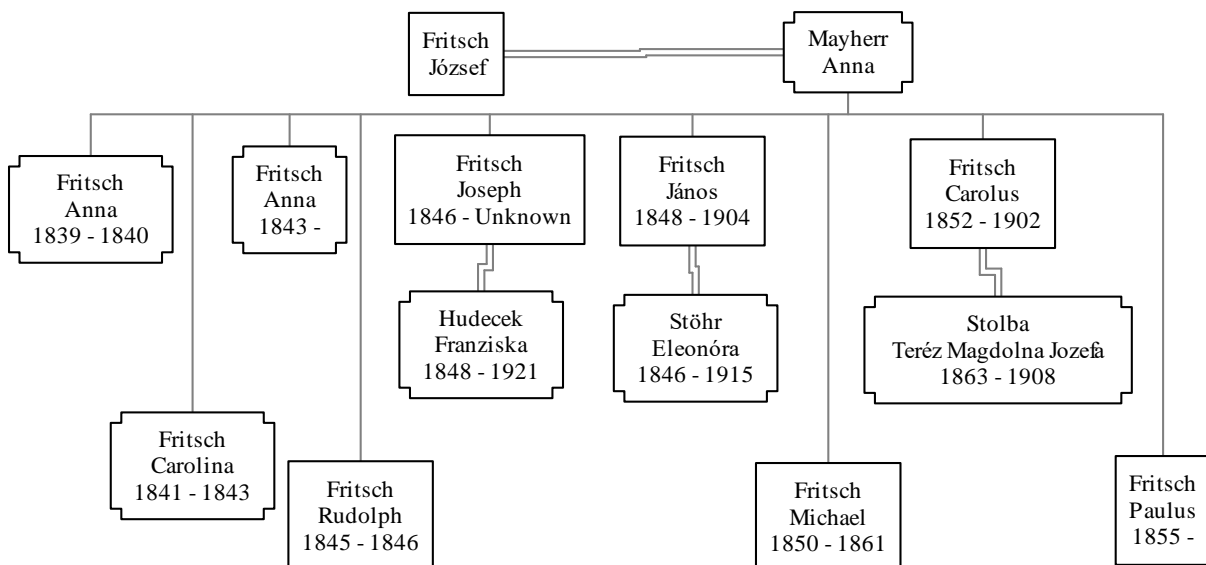 Fritsch
József
Mayherr
Anna
Fritsch
Anna
1839 - 1840
Fritsch
Anna
1843 -
Fritsch
Joseph
1846 - Unknown
Fritsch
János
1848 - 1904
Fritsch
Carolus
1852 - 1902
Hudecek
Franziska
1848 - 1921
Stöhr
Eleonóra
1846 - 1915
Stolba
Teréz Magdolna Jozefa
1863 - 1908
Fritsch
Carolina
1841 - 1843
Fritsch
Rudolph
1845 - 1846
Fritsch
Michael
1850 - 1861
Fritsch
Paulus
1855 -